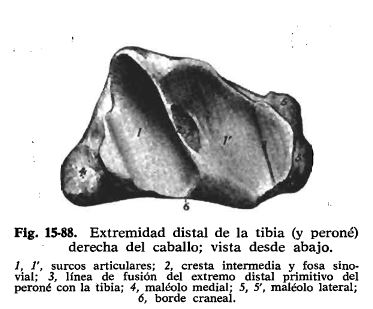 1
1'
4
5'
5
6
Fig. 15-88. Extremidad distal de la tibia (y peroné)
derecha del caballo; vista desde abajo.
1, 1', surcos articulares; 2, cresta intermedia y fosa sino-
vial; 3, línea de fusión del extremo distal primitivo del
peroné con la tibia; 4, maléolo medial; 5, 5', maléolo lateral;
6, borde craneal.